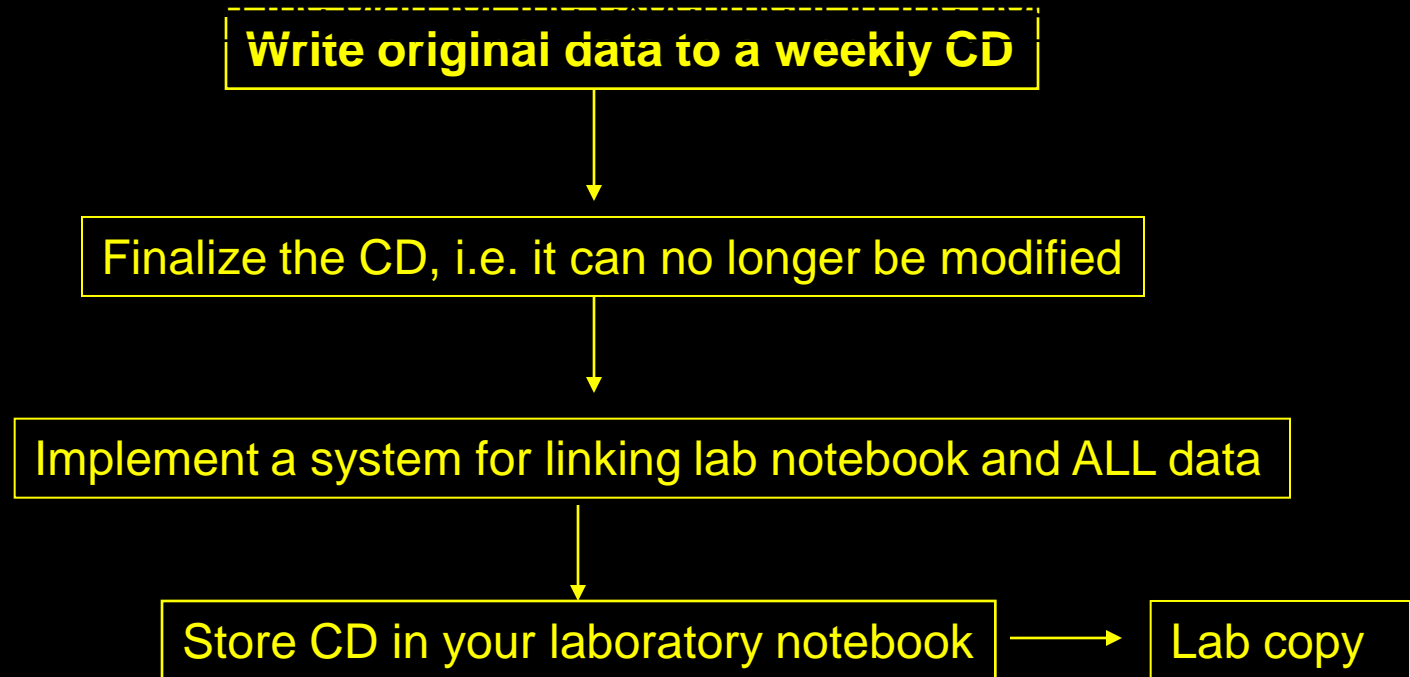 Write original data to a weekly CD
Finalize the CD, i.e. it can no longer be modified
Implement a system for linking lab notebook and ALL data
Store CD in your laboratory notebook
Lab copy